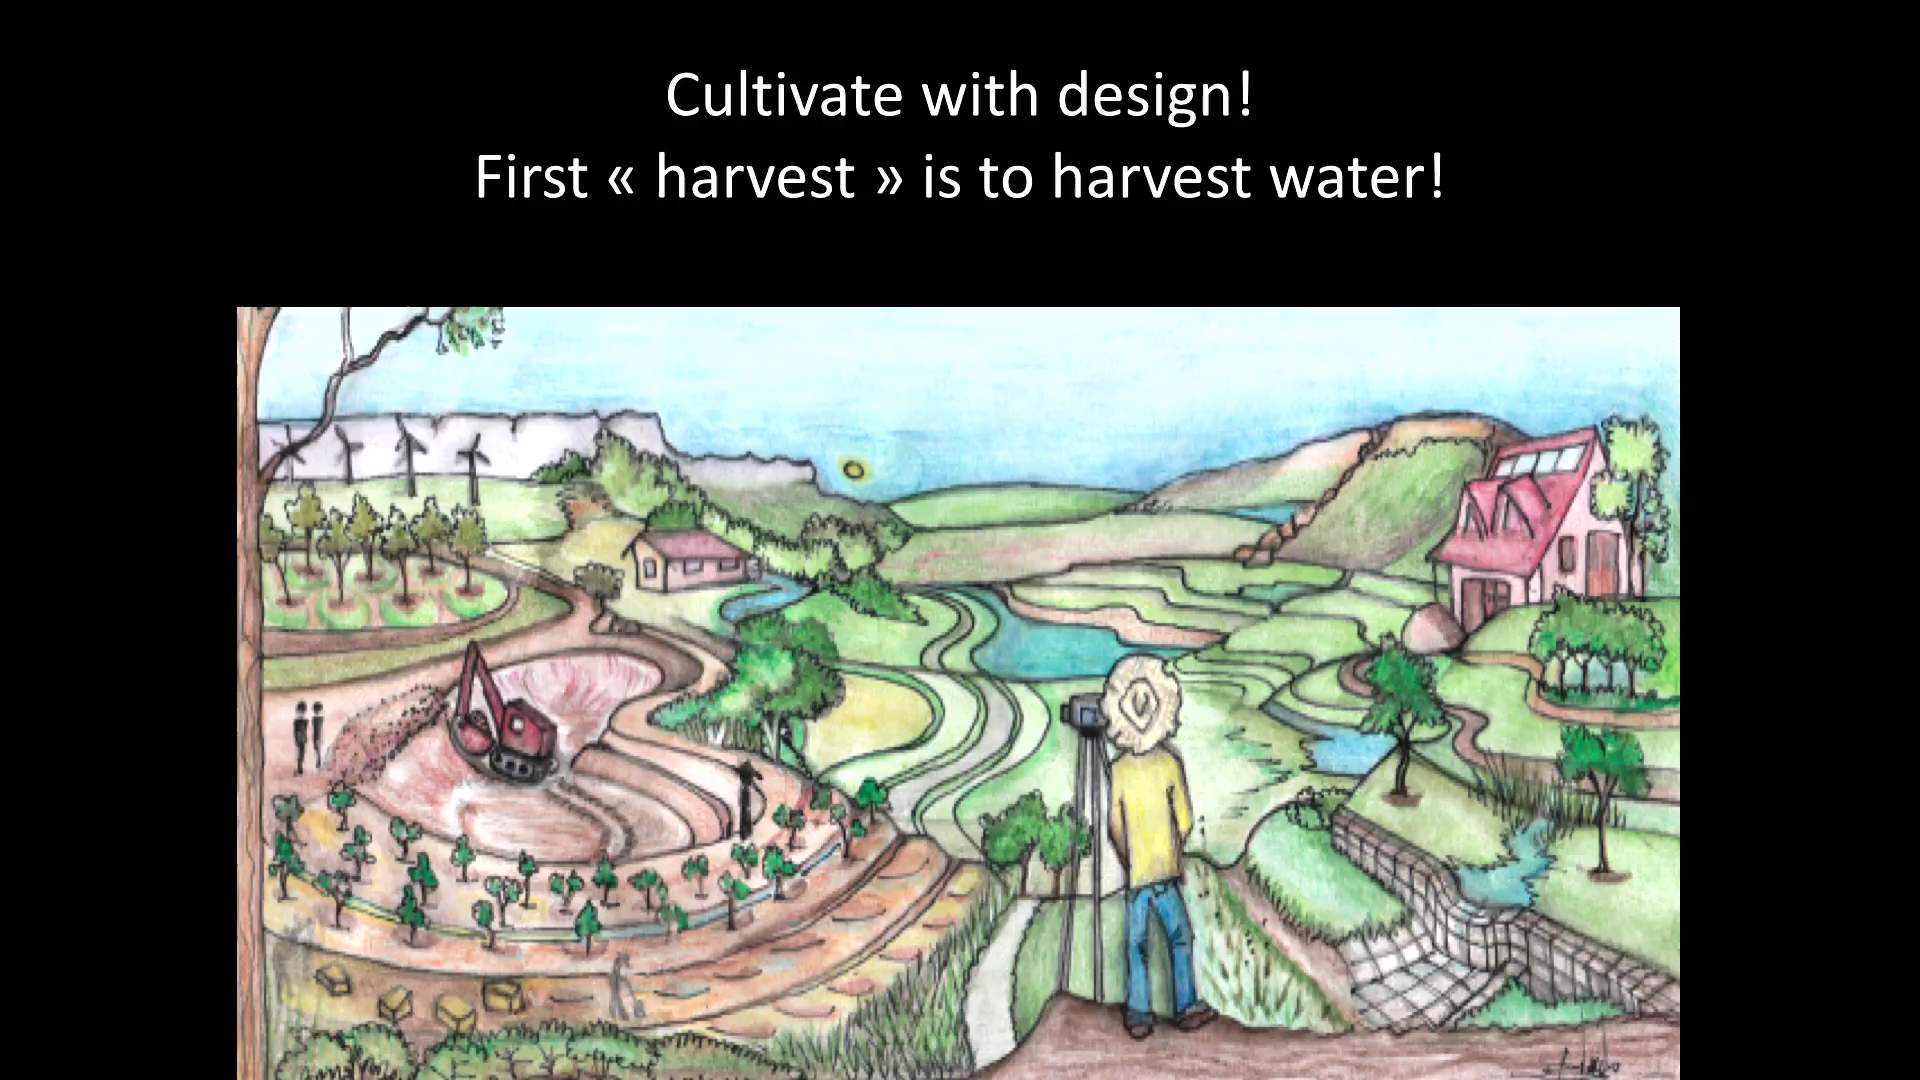 Cultivate with design!
First « harvest » is to harvest water!